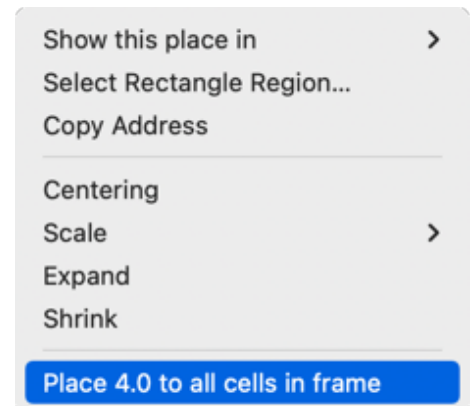 Show this place in
Select Rectangle Region...
Copy Address
Centering
Scale
Expand
Shrink
Place 4.0 to all cells in frame